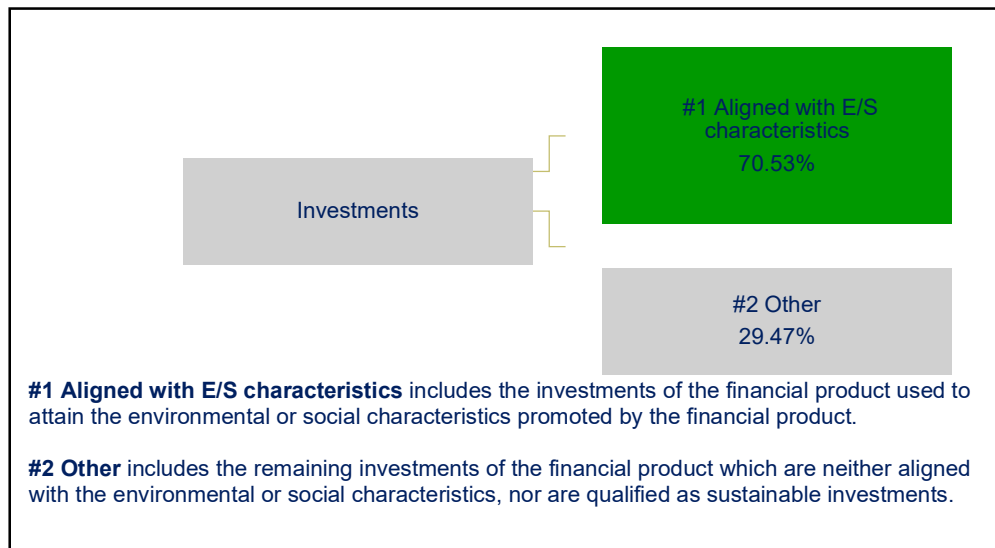 #1 Aligned with E/S
characteristics
70.53%
Investments
#2 Other
29.47%
#1 Aligned with E/S characteristics includes the investments of the financial product used to
attain the environmental or social characteristics promoted by the financial product.
#2 Other includes the remaining investments of the financial product which are neither aligned
with the environmental or social characteristics, nor are qualified as sustainable investments.